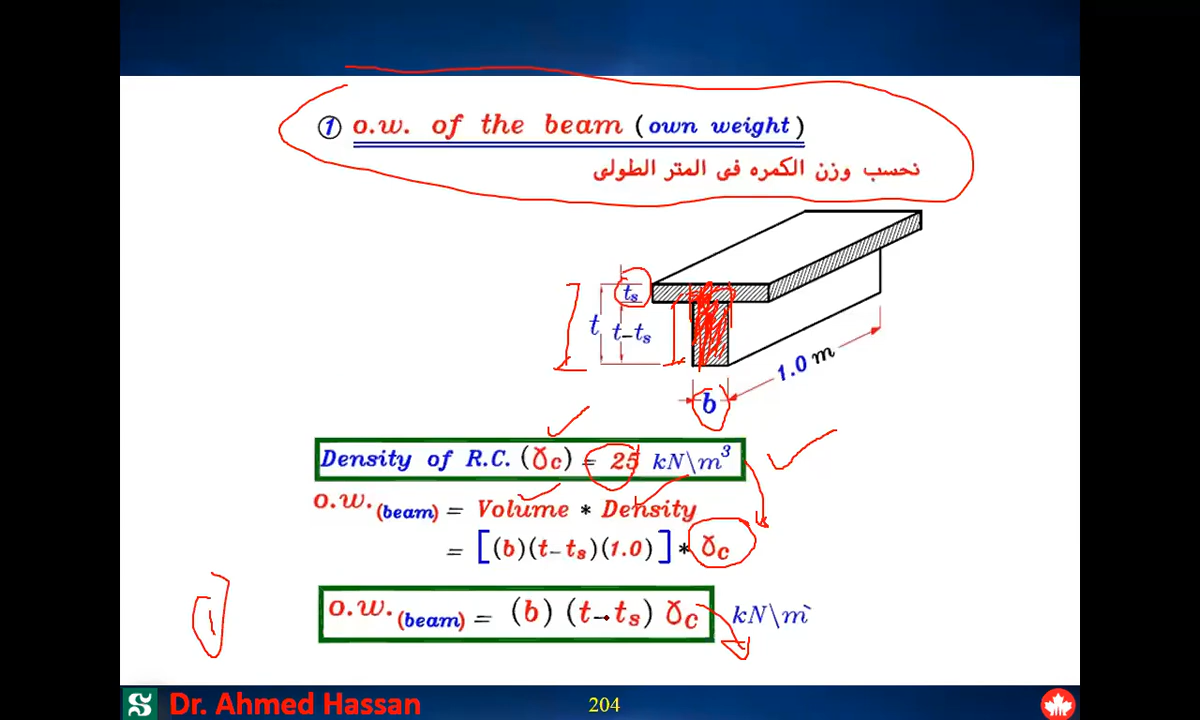 ① o.w. of the beam (own weight)
نحسب وزن الكمره فى المتر الطولى
ts
t
t-ts
1.0 m
b
Density of R.C. (γc) = 25 kN\m³
o.w.(beam) = Volume * Density
= [(b)(t-ts)(1.0)] * γc
o.w.(beam) = (b) (t-ts) γc kN\m`
Dr. Ahmed Hassan
204